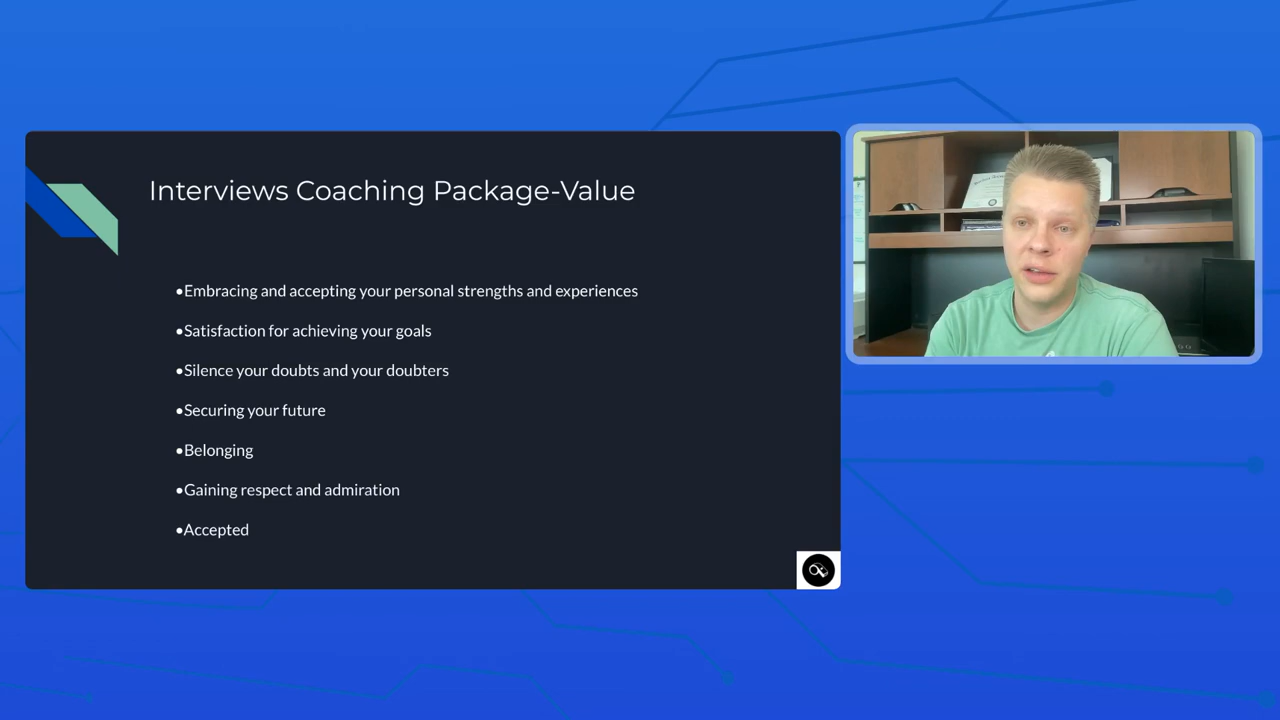 Interviews Coaching Package-Value
•Embracing and accepting your personal strengths and experiences
•Satisfaction for achieving your goals
•Silence your doubts and your doubters
•Securing your future
•Belonging
•Gaining respect and admiration
•Accepted